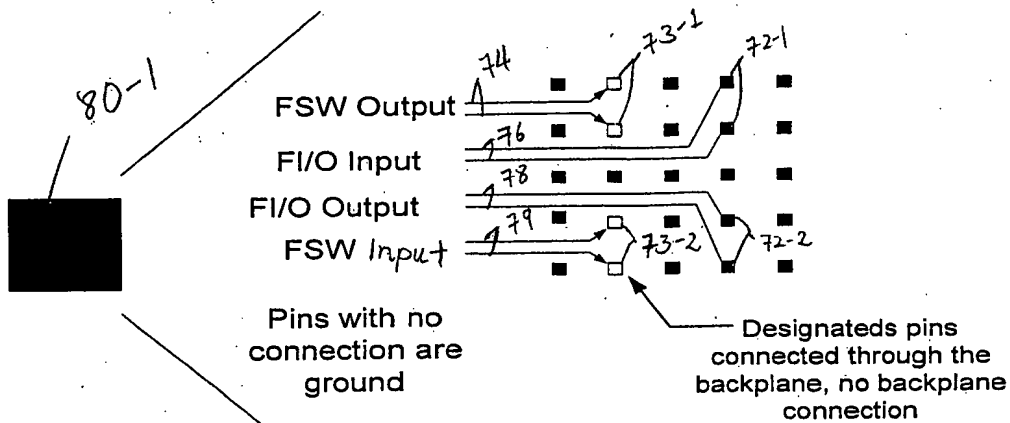 80-1
74
73-1
72-1
FSW Output
76
FI/O Input
78
FI/O Output
79
FSW Input
73-2
72-2
Pins with no
connection are
ground
Designateds pins
connected through the
backplane, no backplane
connection